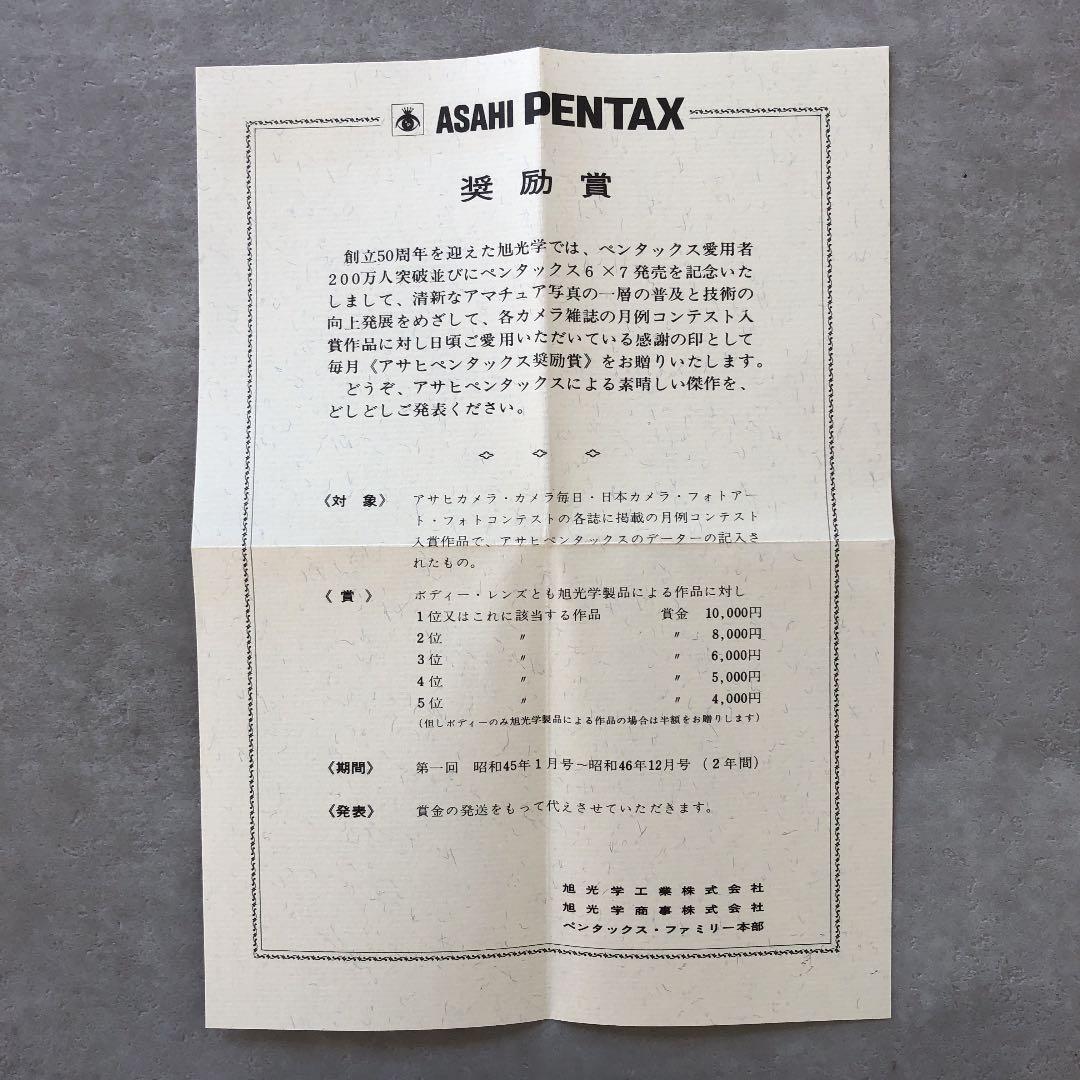 ASAHI PENTAX
奨励賞
創立50周年を迎えた旭光学では、ペンタックス愛用者
200万人突破並びにペンタックス6×7発売を記念いた
しまして、清新なアマチュア写真の一層の普及と技術の
向上発展をめざして、各カメラ雑誌の月例コンテスト入
賞作品に対し日頃ご愛用いただいている感謝の印として
毎月《アサヒペンタックス奨励賞》をお贈りいたします。
どうぞ、アサヒペンタックスによる素晴しい傑作を、
どしどしご発表ください。
《対 象》 アサヒカメラ・カメラ毎日・日本カメラ・フォトアー
ト・フォトコンテストの各誌に掲載の月例コンテスト
入賞作品で、アサヒペンタックスのデーターの記入さ
れたもの。
《賞》 ボディー・レンズとも旭光学製品による作品に対し
1位又はこれに該当する作品 賞金 10,000円
2位 〃 〃 8,000円
3位 〃 〃 6,000円
4位 〃 〃 5,000円
5位 〃 〃 4,000円
(但しボディーのみ旭光学製品による作品の場合は半額をお贈りします)
《期間》 第一回 昭和45年1月号~昭和46年12月号 (2年間)
《発表》 賞金の発送をもって代えさせていただきます。
旭光学工業株式会社
旭光学商事株式会社
ペンタックス・ファミリー本部